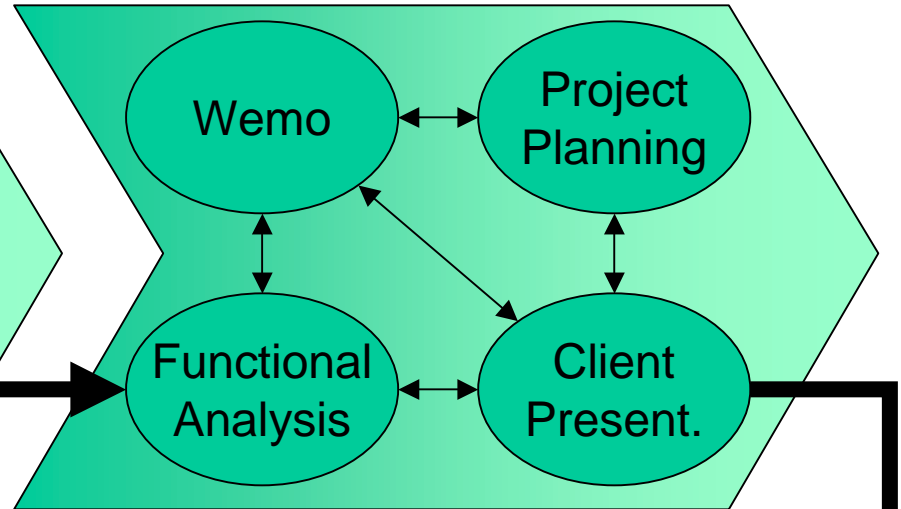 Wemo
Project
Planning
Functional
Analysis
Client
Present.